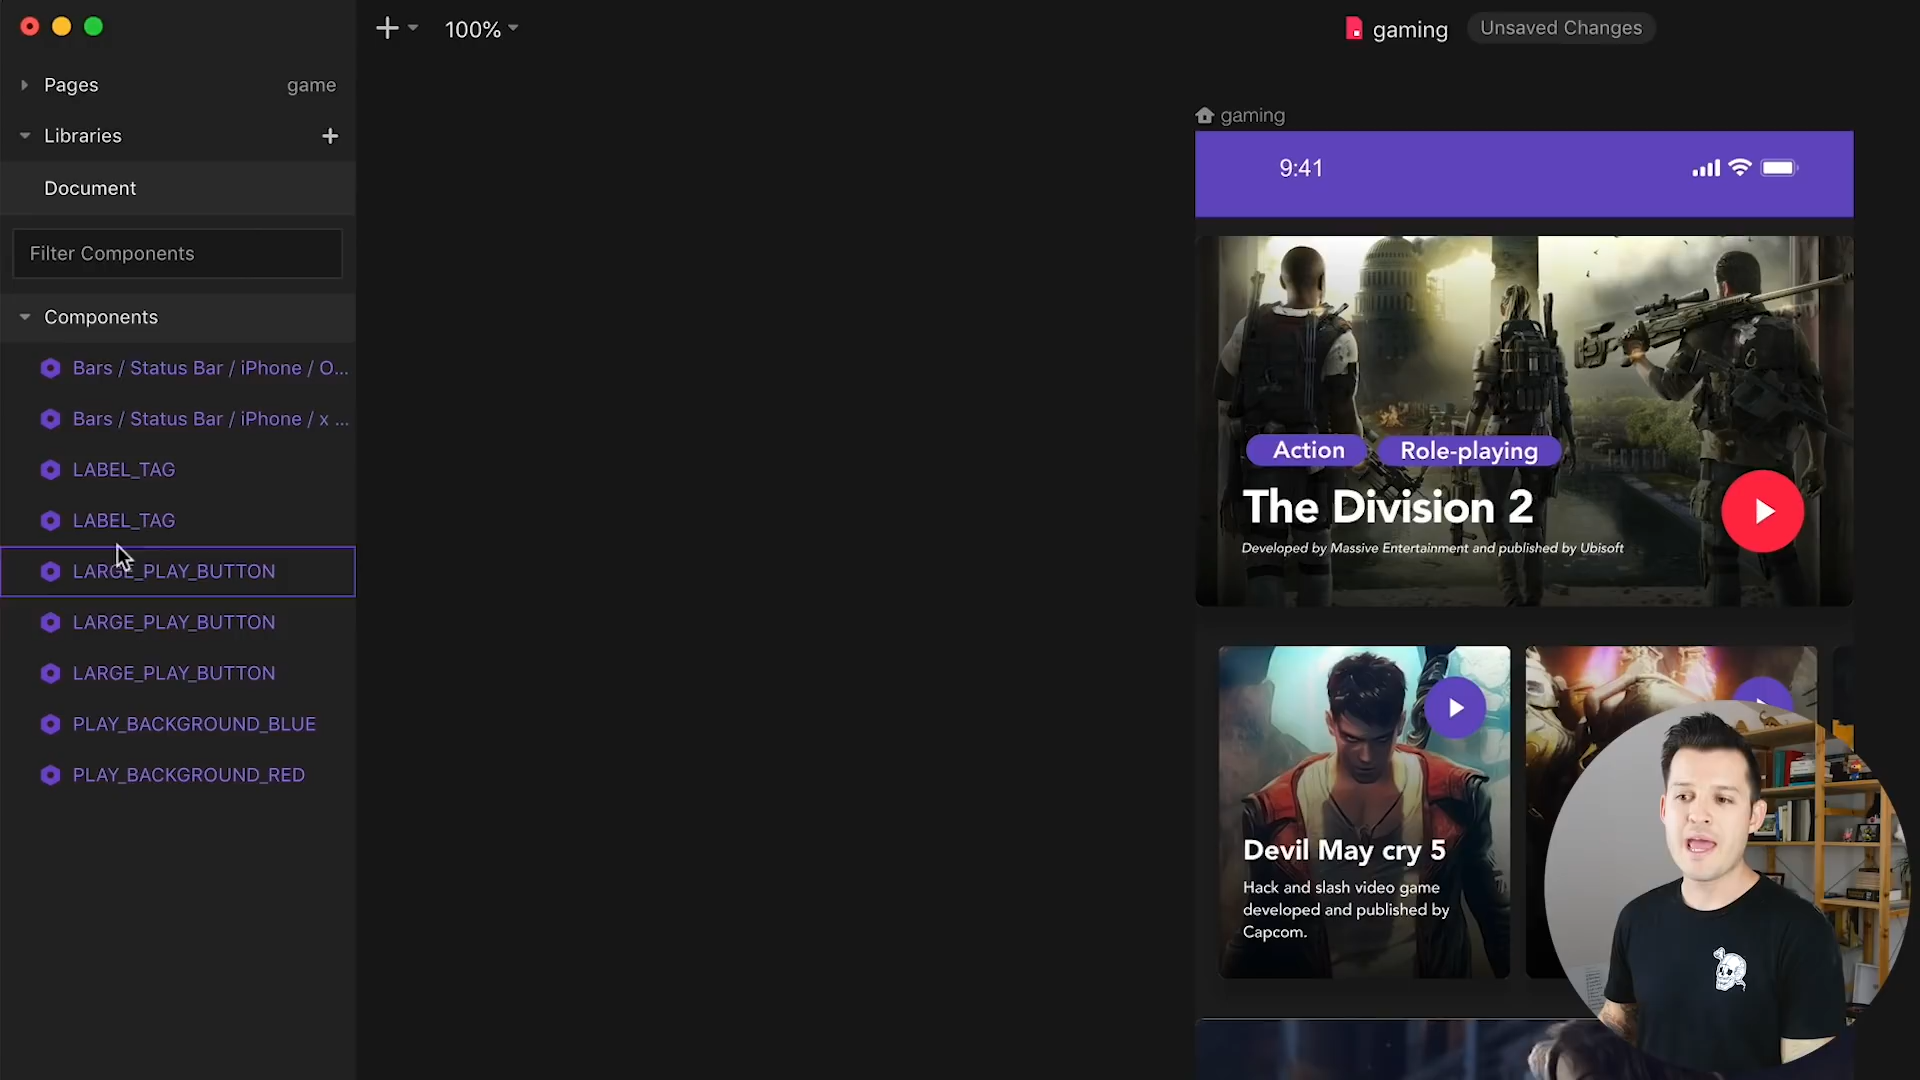 100%
gaming
Unsaved Changes
Pages
game
Libraries
Document
Filter Components
Components
Bars / Status Bar / iPhone / O...
Bars / Status Bar / iPhone / x ...
LABEL_TAG
LABEL_TAG
LARGE_PLAY_BUTTON
LARGE_PLAY_BUTTON
LARGE_PLAY_BUTTON
PLAY_BACKGROUND_BLUE
PLAY_BACKGROUND_RED
gaming
9:41
Action
Role-playing
The Division 2
Developed by Massive Entertainment and published by Ubisoft
Devil May cry 5
Hack and slash video game
developed and published by
Capcom.